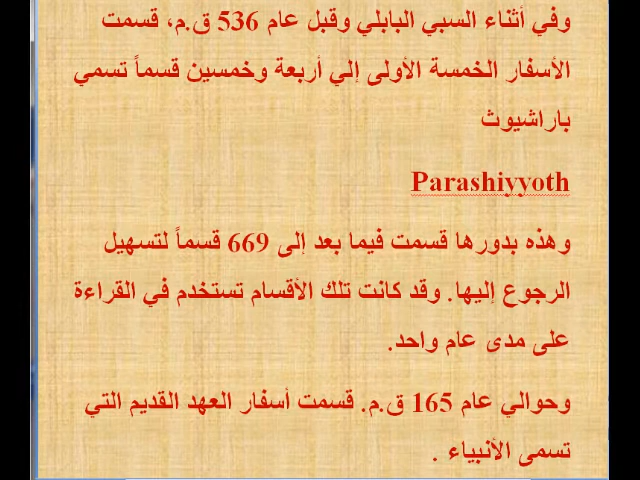 وفي أثناء السبي البابلي وقبل عام 536 ق.م، قسمت
الأسفار الخمسة الأولى إلي أربعة وخمسين قسماً تسمي
باراشيوث
Parashiyyoth
وهذه بدورها قسمت فيما بعد إلى 669 قسماً لتسهيل
الرجوع إليها. وقد كانت تلك الأقسام تستخدم في القراءة
على مدى عام واحد.
وحوالي عام 165 ق.م. قسمت أسفار العهد القديم التي
تسمى الأنبياء .